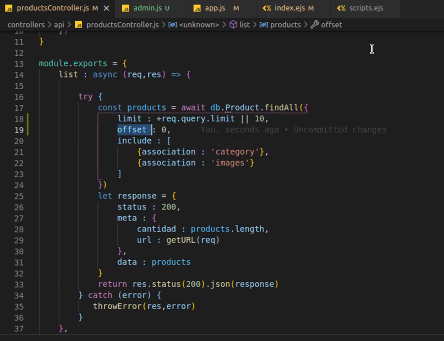 productsController.js M × admin.js U app.js M index.ejs M scripts.ejs
controllers > api > productsController.js > <unknown> > list > products > offset
11 }
12
13 module.exports = {
14 list : async (req,res) => {
15
16 try {
17 const products = await db.Product.findAll({
18 limit : +req.query.limit || 10,
19 offset : 0, You, seconds ago • Uncommitted changes
20 include : [
21 {association : 'category'},
22 {association : 'images'}
23 ]
24 })
25 let response = {
26 status : 200,
27 meta : {
28 cantidad : products.length,
29 url : getURL(req)
30 },
31 data : products
32 }
33 return res.status(200).json(response)
34 } catch (error) {
35 throwError(res,error)
36 }
37 },